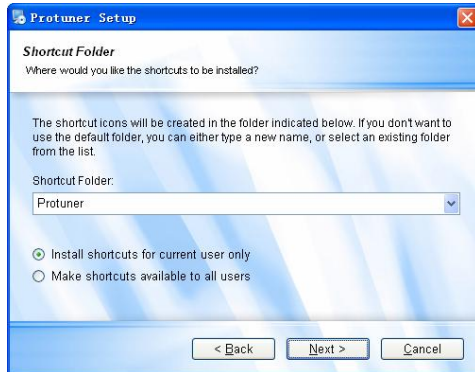 Protuner Setup
Shortcut Folder
Where would you like the shortcuts to be installed?
The shortcut icons will be created in the folder indicated below. If you don't want to
use the default folder, you can either type a new name, or select an existing folder
from the list.
Shortcut Folder:
Protuner
Install shortcuts for current user only
Make shortcuts available to all users
< Back
Next >
Cancel